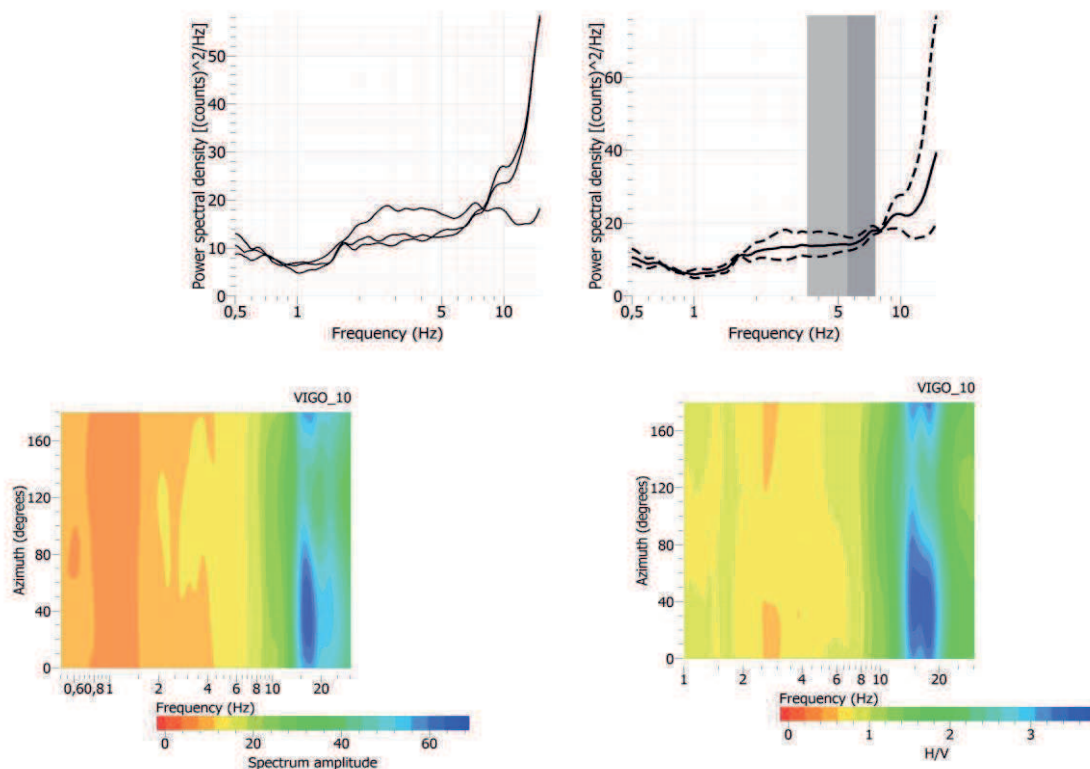 Power spectral density [(counts)^2/Hz]
50
40
30
20
10
0
0,5 1 5 10
Frequency (Hz)
Power spectral density [(counts)^2/Hz]
60
40
20
0
0,5 1 5 10
Frequency (Hz)
VIGO_10
Azimuth (degrees)
160
120
80
40
0
0,60,81 2 4 6 8 10 20
Frequency (Hz)
0 20 40 60
Spectrum amplitude
VIGO_10
Azimuth (degrees)
160
120
80
40
0
1 2 4 6 8 10 20
Frequency (Hz)
0 1 2 3
H/V